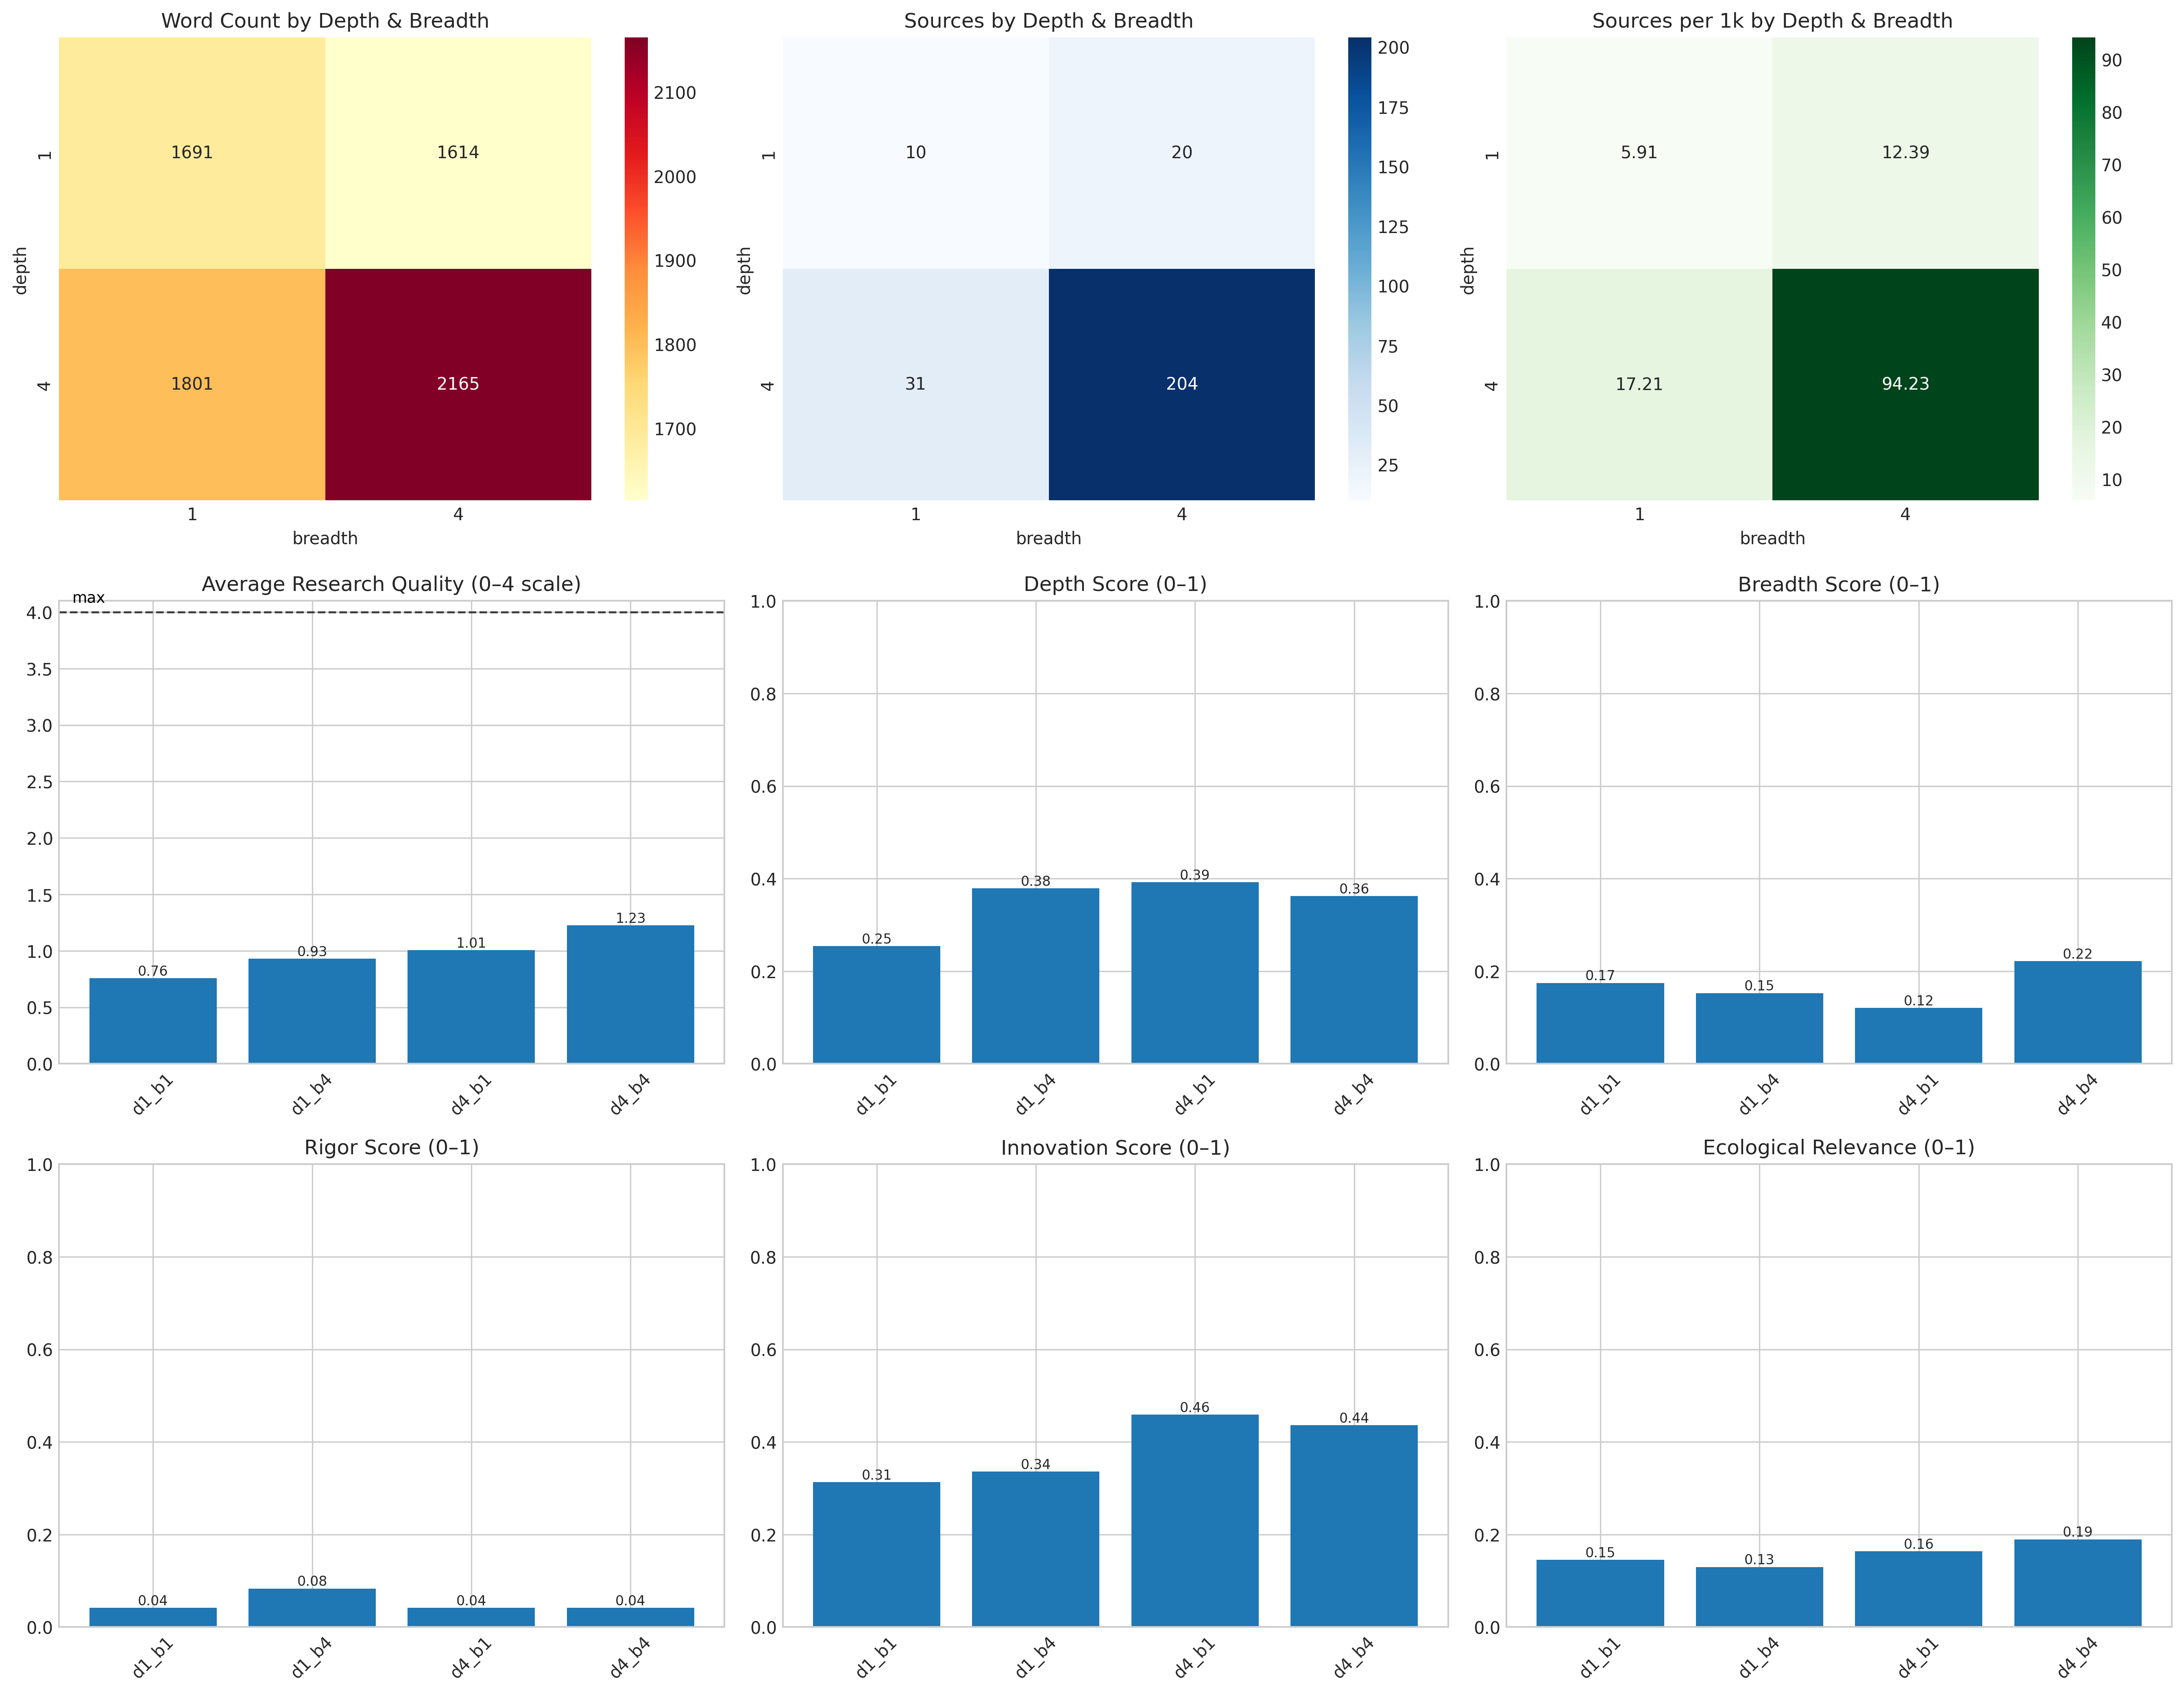 Word Count by Depth & Breadth
1691 1614
1801 2165
1
4
depth
1 4
breadth
2100
2000
1900
1800
1700
Sources by Depth & Breadth
10 20
31 204
1
4
depth
1 4
breadth
200
175
150
125
100
75
50
25
Sources per 1k by Depth & Breadth
5.91 12.39
17.21 94.23
1
4
depth
1 4
breadth
90
80
70
60
50
40
30
20
10
Average Research Quality (0–4 scale)
max
4.0
3.5
3.0
2.5
2.0
1.5
1.0
0.5
0.0
0.76 0.93 1.01 1.23
d1_b1 d1_b4 d4_b1 d4_b4
Depth Score (0–1)
1.0
0.8
0.6
0.4
0.2
0.0
0.25 0.38 0.39 0.36
d1_b1 d1_b4 d4_b1 d4_b4
Breadth Score (0–1)
1.0
0.8
0.6
0.4
0.2
0.0
0.17 0.15 0.12 0.22
d1_b1 d1_b4 d4_b1 d4_b4
Rigor Score (0–1)
1.0
0.8
0.6
0.4
0.2
0.0
0.04 0.08 0.04 0.04
d1_b1 d1_b4 d4_b1 d4_b4
Innovation Score (0–1)
1.0
0.8
0.6
0.4
0.2
0.0
0.31 0.34 0.46 0.44
d1_b1 d1_b4 d4_b1 d4_b4
Ecological Relevance (0–1)
1.0
0.8
0.6
0.4
0.2
0.0
0.15 0.13 0.16 0.19
d1_b1 d1_b4 d4_b1 d4_b4